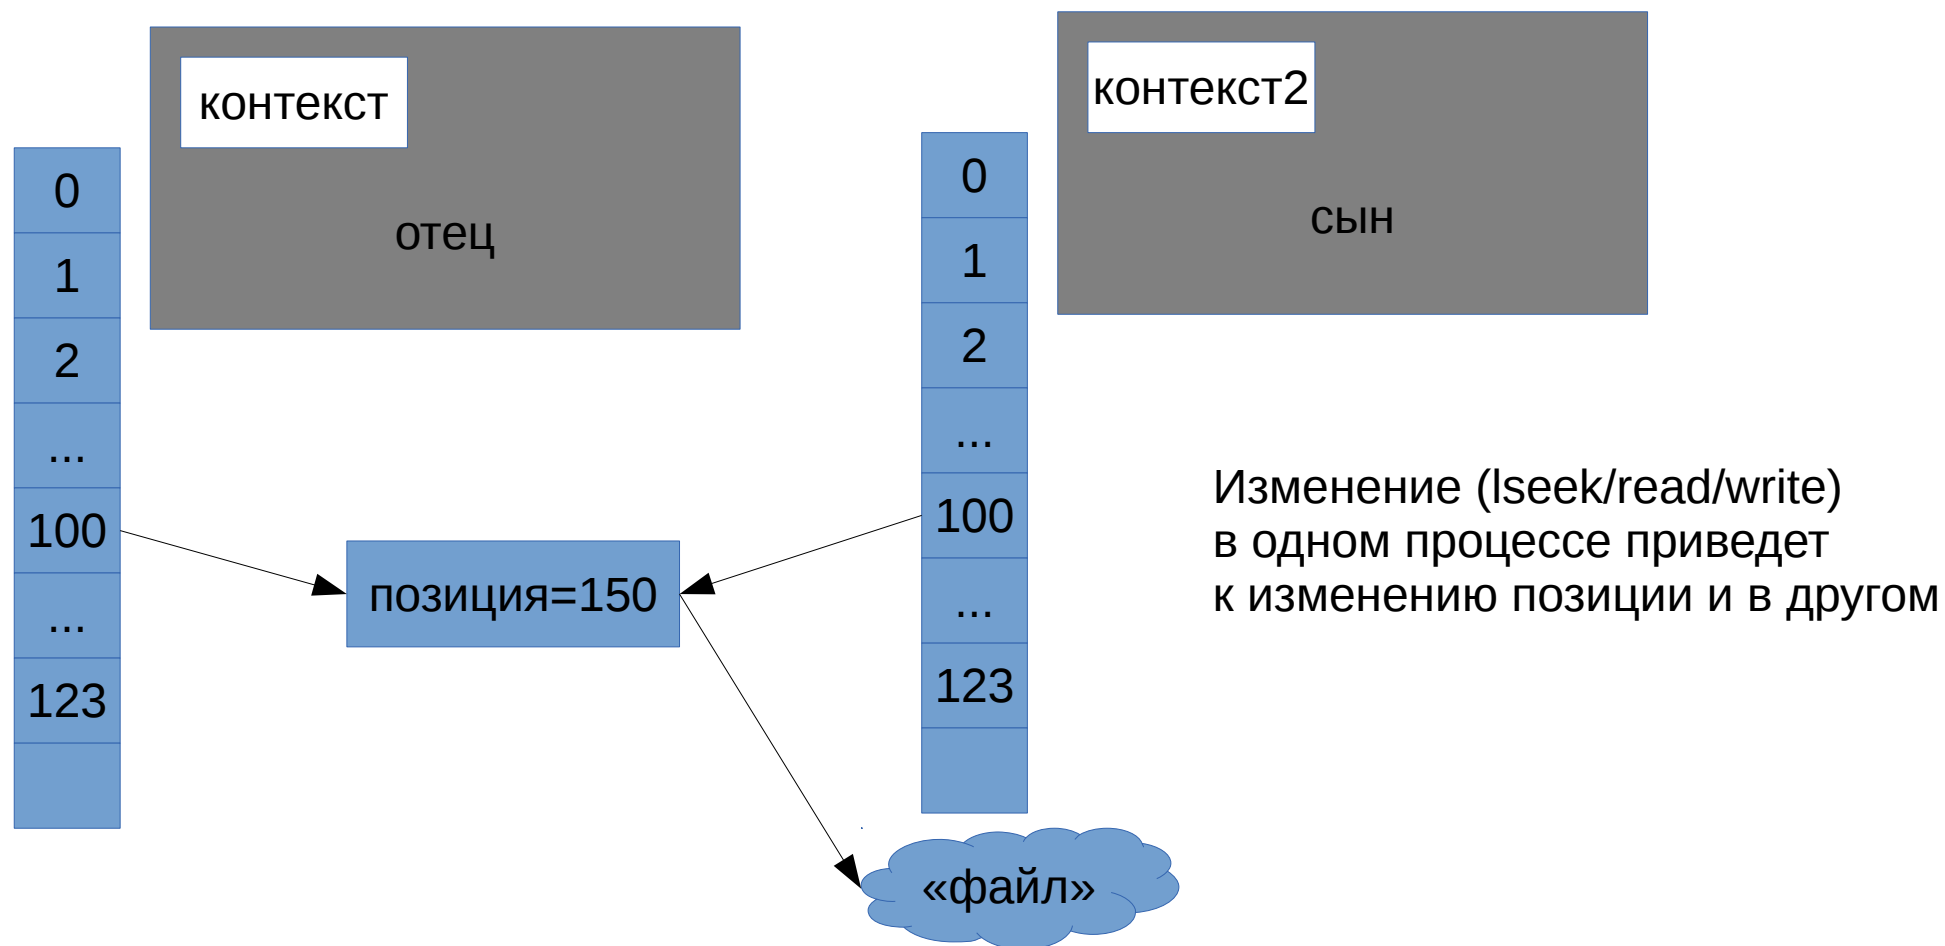 контекст
отец
0
1
2
...
100
...
123
позиция=150
контекст2
сын
0
1
2
...
100
...
123
Изменение (lseek/read/write)
в одном процессе приведет
к изменению позиции и в другом
«файл»